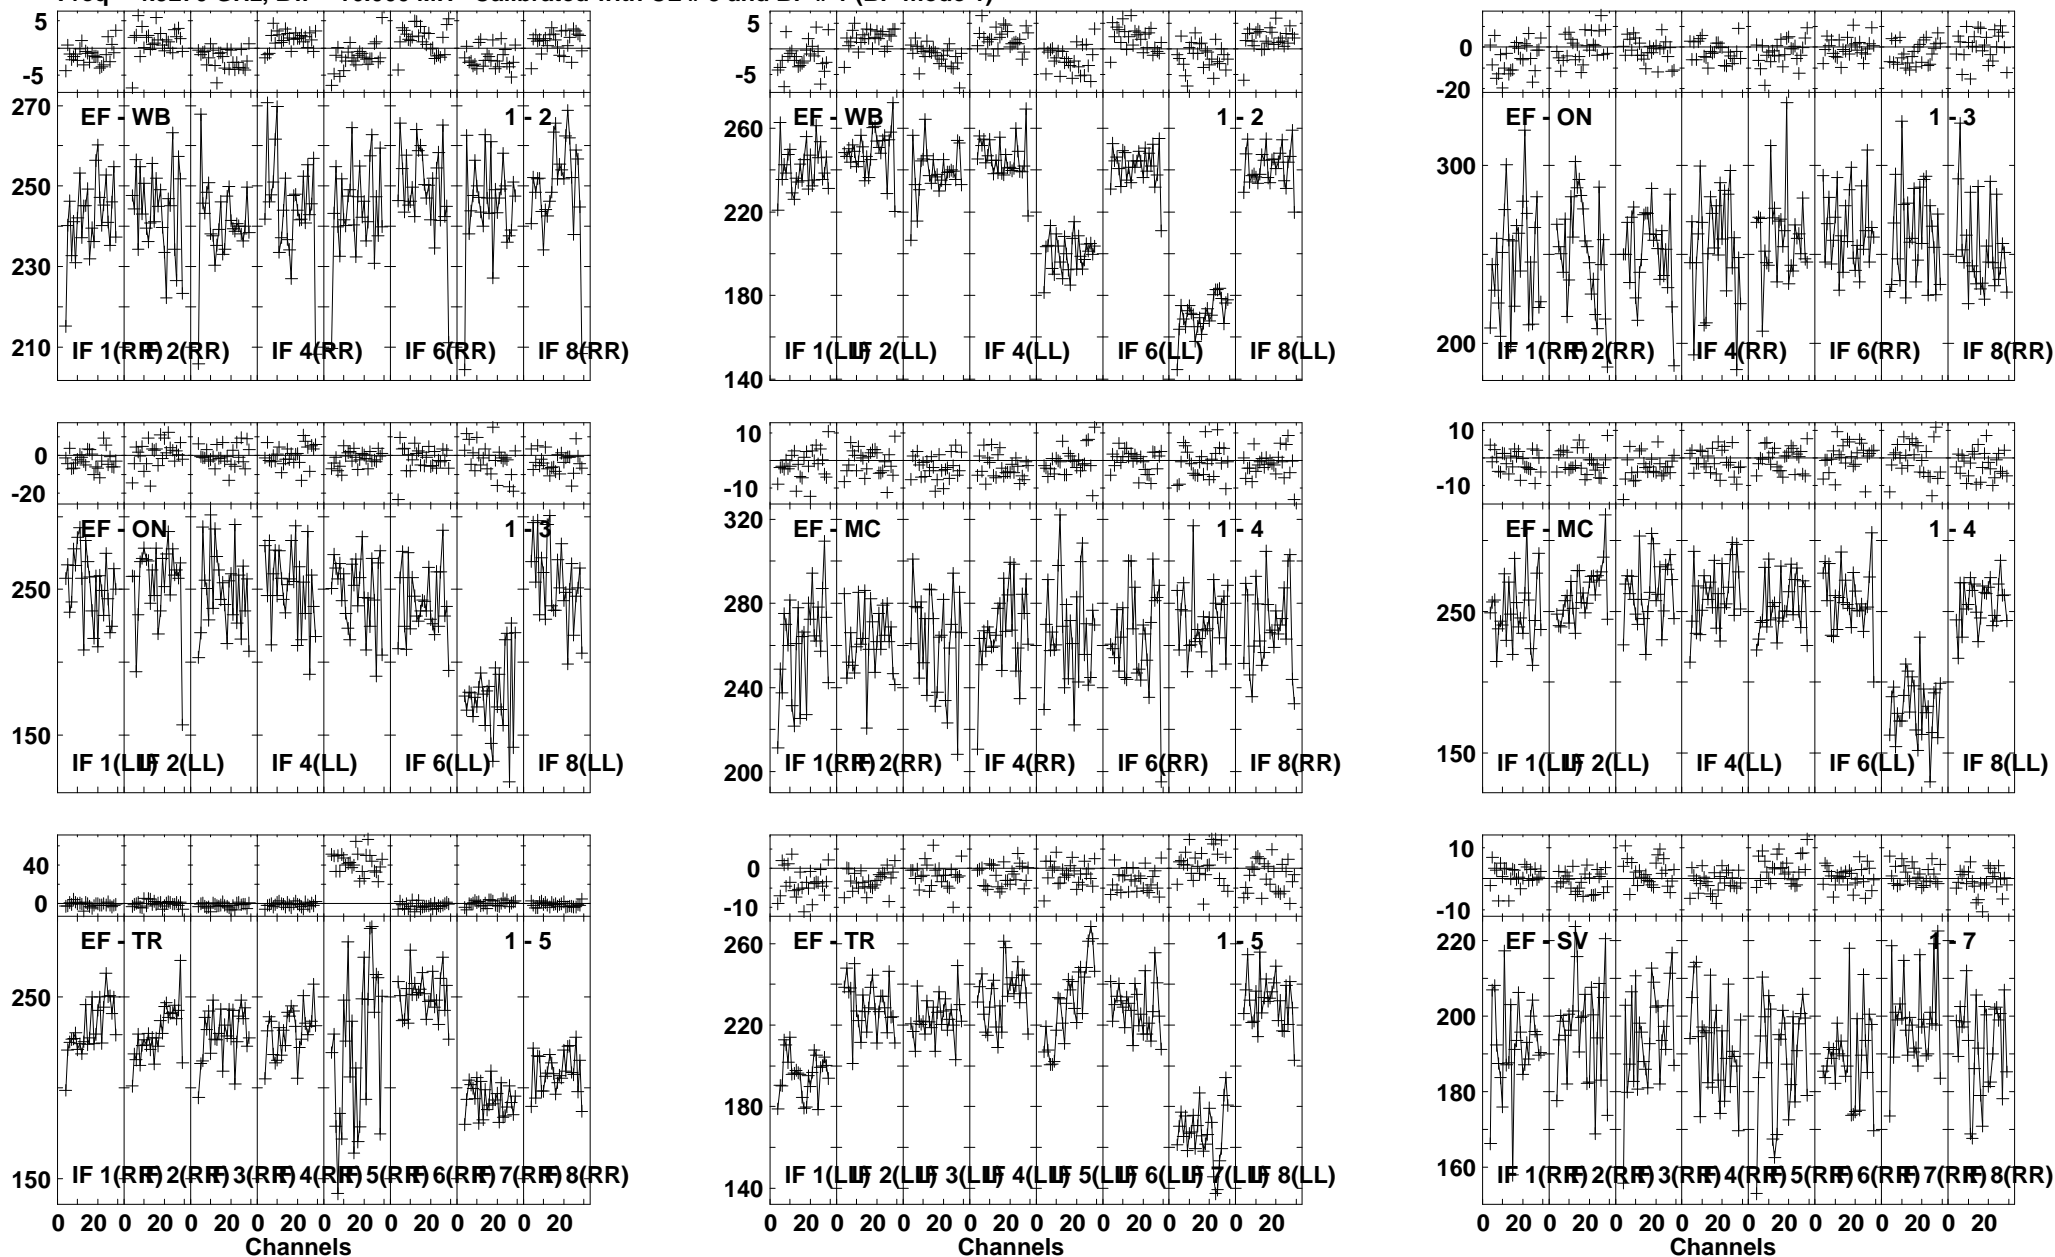 5
-5
270
250
230
210
EF - WB
1 - 2
IF 1(RR)
IF 2(RR)
IF 4(RR)
IF 6(RR)
IF 8(RR)
5
-5
260
220
180
140
EF - WB
1 - 2
IF 1(LL)
IF 2(LL)
IF 4(LL)
IF 6(LL)
IF 8(LL)
0
-20
300
200
EF - ON
1 - 3
IF 1(RR)
IF 2(RR)
IF 4(RR)
IF 6(RR)
IF 8(RR)
0
-20
250
150
EF - ON
1 - 3
IF 1(LL)
IF 2(LL)
IF 4(LL)
IF 6(LL)
IF 8(LL)
10
-10
320
280
240
200
EF - MC
1 - 4
IF 1(RR)
IF 2(RR)
IF 4(RR)
IF 6(RR)
IF 8(RR)
10
-10
250
150
EF - MC
1 - 4
IF 1(LL)
IF 2(LL)
IF 4(LL)
IF 6(LL)
IF 8(LL)
40
0
250
150
EF - TR
1 - 5
IF 1(RR)
IF 2(RR)
IF 3(RR)
IF 4(RR)
IF 5(RR)
IF 6(RR)
IF 7(RR)
IF 8(RR)
0 20 0 20 0 20 0 20 0 20 0 20 0 20 0 20
Channels
10
0
-10
260
220
180
140
EF - TR
1 - 5
IF 1(LL)
IF 2(LL)
IF 3(LL)
IF 4(LL)
IF 5(LL)
IF 6(LL)
IF 7(LL)
IF 8(LL)
0 20 0 20 0 20 0 20 0 20 0 20 0 20 0 20
Channels
10
-10
220
200
180
160
EF - SV
1 - 7
IF 1(RR)
IF 2(RR)
IF 3(RR)
IF 4(RR)
IF 5(RR)
IF 6(RR)
IF 7(RR)
IF 8(RR)
0 20 0 20 0 20 0 20 0 20 0 20 0 20 0 20
Channels